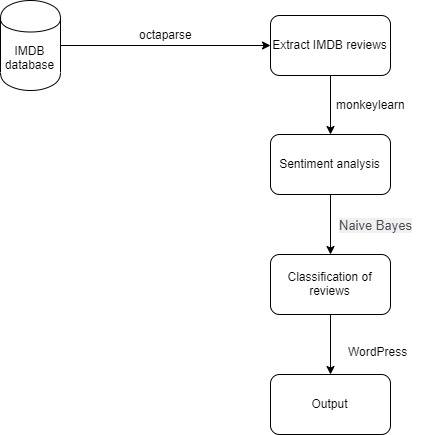 IMDB
database
octaparse
Extract IMDB reviews
monkeylearn
Sentiment analysis
Naive Bayes
Classification of
reviews
WordPress
Output